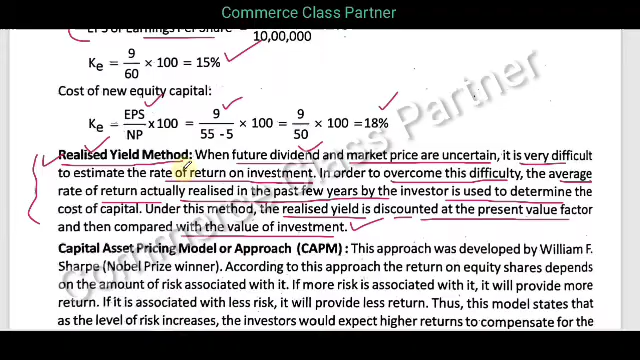 Commerce Class Partner
EPS or Earnings Per Share =
10,00,000
Ke = 9/60 × 100 = 15%
Cost of new equity capital:
Ke = EPS/NP x 100 = 9/55 -5 × 100 = 9/50 × 100 = 18%
Realised Yield Method: When future dividend and market price are uncertain, it is very difficult
to estimate the rate of return on investment. In order to overcome this difficulty, the average
rate of return actually realised in the past few years by the investor is used to determine the
cost of capital. Under this method, the realised yield is discounted at the present value factor
and then compared with the value of investment.
Capital Asset Pricing Model or Approach (CAPM) : This approach was developed by William F.
Sharpe (Nobel Prize winner). According to this approach the return on equity shares depends
on the amount of risk associated with it. If more risk is associated with it, it will provide more
return. If it is associated with less risk, it will provide less return. Thus, this model states that
as the level of risk increases, the investors would expect higher returns to compensate for the
Commerce Class Partner